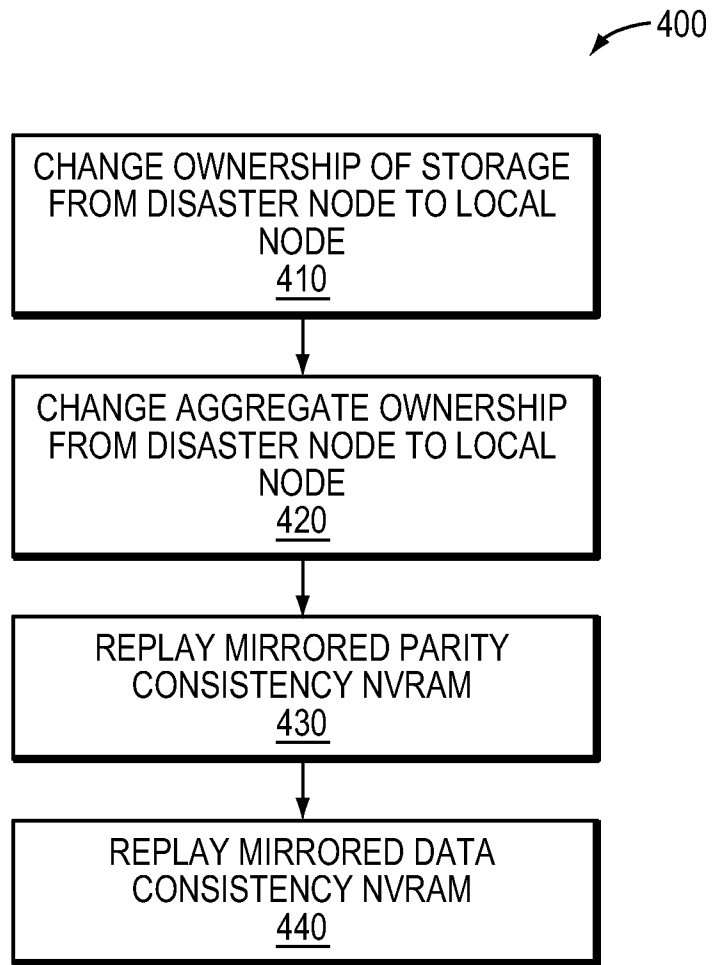 400
CHANGE OWNERSHIP OF STORAGE
FROM DISASTER NODE TO LOCAL
NODE
410
CHANGE AGGREGATE OWNERSHIP
FROM DISASTER NODE TO LOCAL
NODE
420
REPLAY MIRRORED PARITY
CONSISTENCY NVRAM
430
REPLAY MIRRORED DATA
CONSISTENCY NVRAM
440